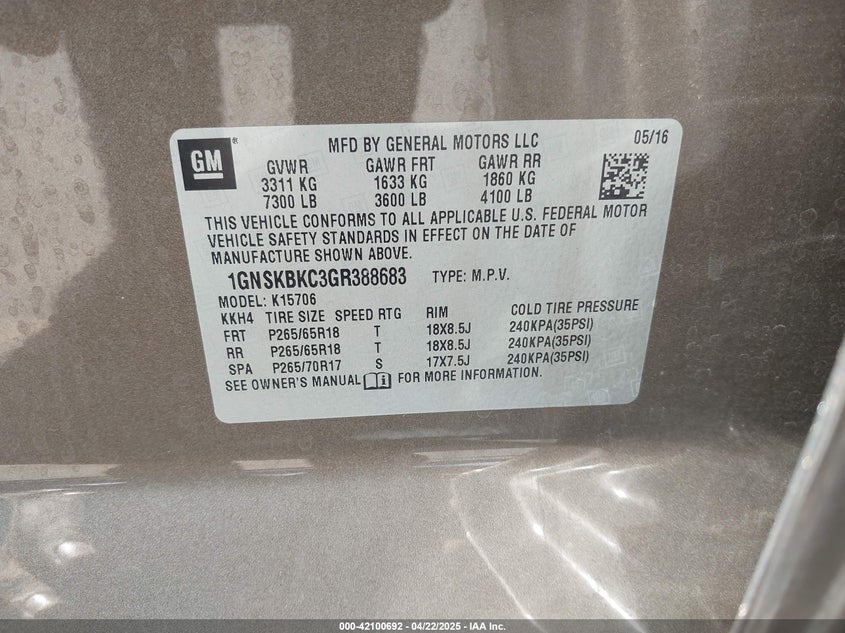 GM
MFD BY GENERAL MOTORS LLC 05/16
GVWR GAWR FRT GAWR RR
3311 KG 1633 KG 1860 KG
7300 LB 3600 LB 4100 LB
THIS VEHICLE CONFORMS TO ALL APPLICABLE U.S. FEDERAL MOTOR
VEHICLE SAFETY STANDARDS IN EFFECT ON THE DATE OF
MANUFACTURE SHOWN ABOVE.
1GNSKBKC3GR388683 TYPE: M.P.V.
MODEL: K15706
KKH4 TIRE SIZE SPEED RTG RIM COLD TIRE PRESSURE
FRT P265/65R18 T 18X8.5J 240KPA(35PSI)
RR P265/65R18 T 18X8.5J 240KPA(35PSI)
SPA P265/70R17 S 17X7.5J 240KPA(35PSI)
SEE OWNER'S MANUAL FOR MORE INFORMATION.
000-42100692 - 04/22/2025 - IAA Inc.